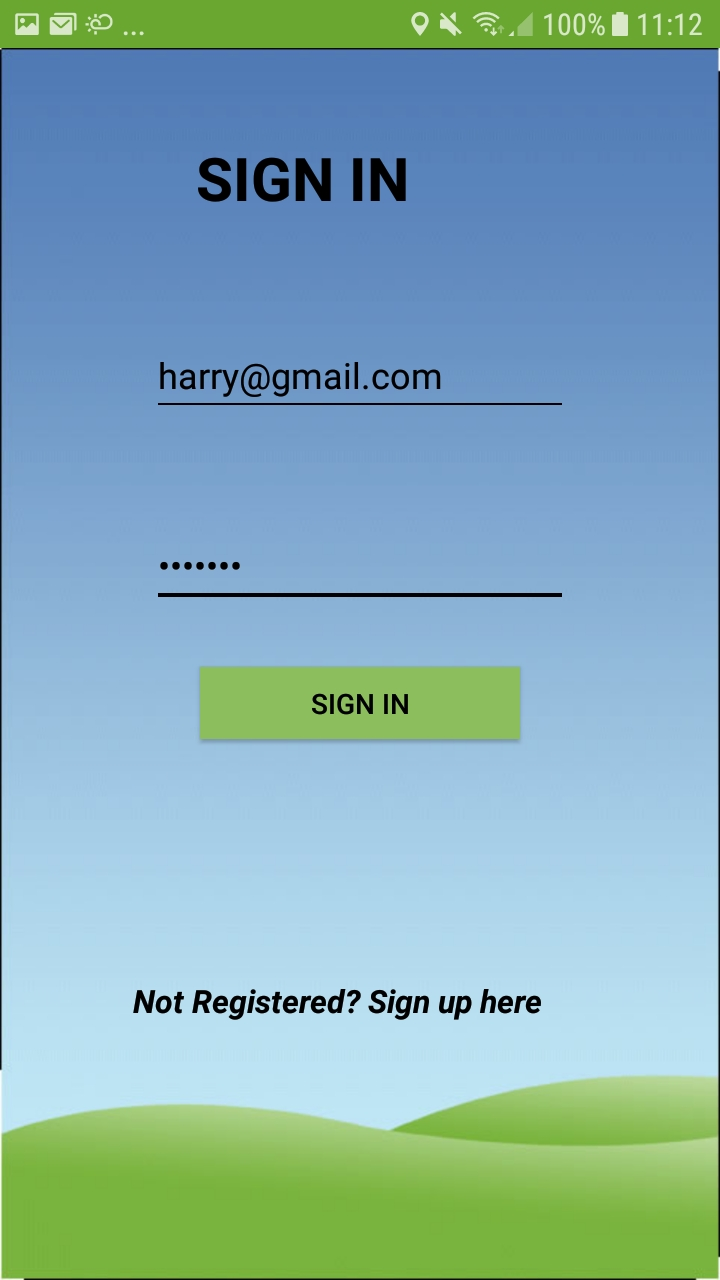 ... 100% 11:12
SIGN IN
harry@gmail.com
•••••••
SIGN IN
Not Registered? Sign up here